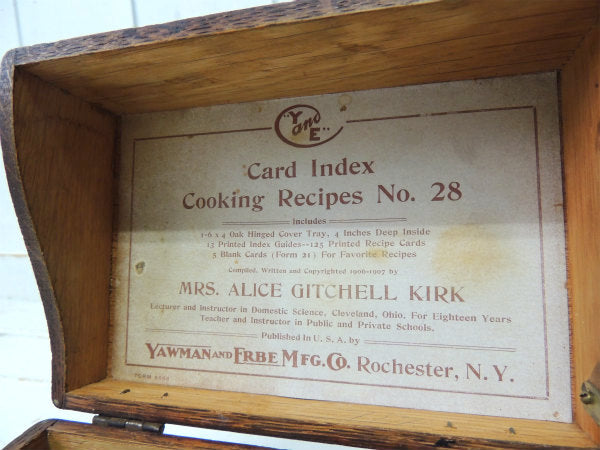 "Y and E"
Card Index
Cooking Recipes No. 28
Includes
1-6 x 4 Oak Hinged Cover Tray, 4 Inches Deep Inside
15 Printed Index Guides--125 Printed Recipe Cards
5 Blank Cards (Form 21) For Favorite Recipes
Compiled, Written and Copyrighted 1906-1907 by
MRS. ALICE GITCHELL KIRK
Lecturer and Instructor in Domestic Science, Cleveland, Ohio. For Eighteen Years
Teacher and Instructor in Public and Private Schools.
Published In U. S. A. by
YAWMAN AND ERBE MFG. CO. Rochester, N. Y.
FORM